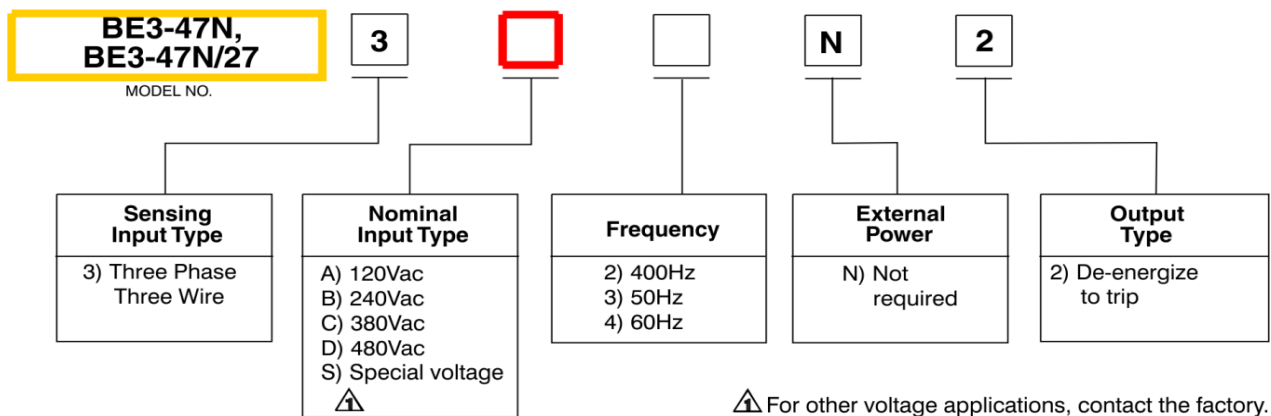 BE3-47N,
BE3-47N/27
3
N
2
MODEL NO.
Sensing
Input Type
3) Three Phase
Three Wire
Nominal
Input Type
A) 120Vac
B) 240Vac
C) 380Vac
D) 480Vac
S) Special voltage
1
Frequency
2) 400Hz
3) 50Hz
4) 60Hz
External
Power
N) Not
required
Output
Type
2) De-energize
to trip
1 For other voltage applications, contact the factory.